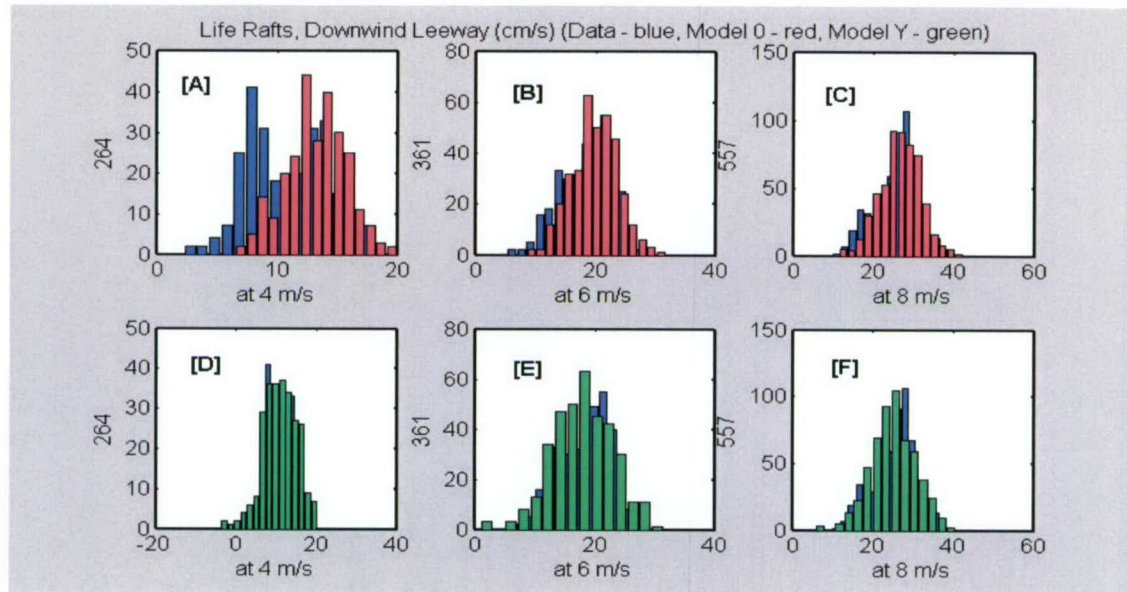 Life Rafts, Downwind Leeway (cm/s) (Data - blue, Model 0 - red, Model Y - green)
50
40
30
20
10
0
264
[A]
0 10 20
at 4 m/s
80
60
40
20
0
361
[B]
0 20 40
at 6 m/s
150
100
50
0
557
[C]
0 20 40 60
at 8 m/s
50
40
30
20
10
0
264
[D]
-20 0 20 40
at 4 m/s
80
60
40
20
0
361
[E]
0 20 40 60
at 6 m/s
150
100
50
0
557
[F]
0 20 40 60
at 8 m/s